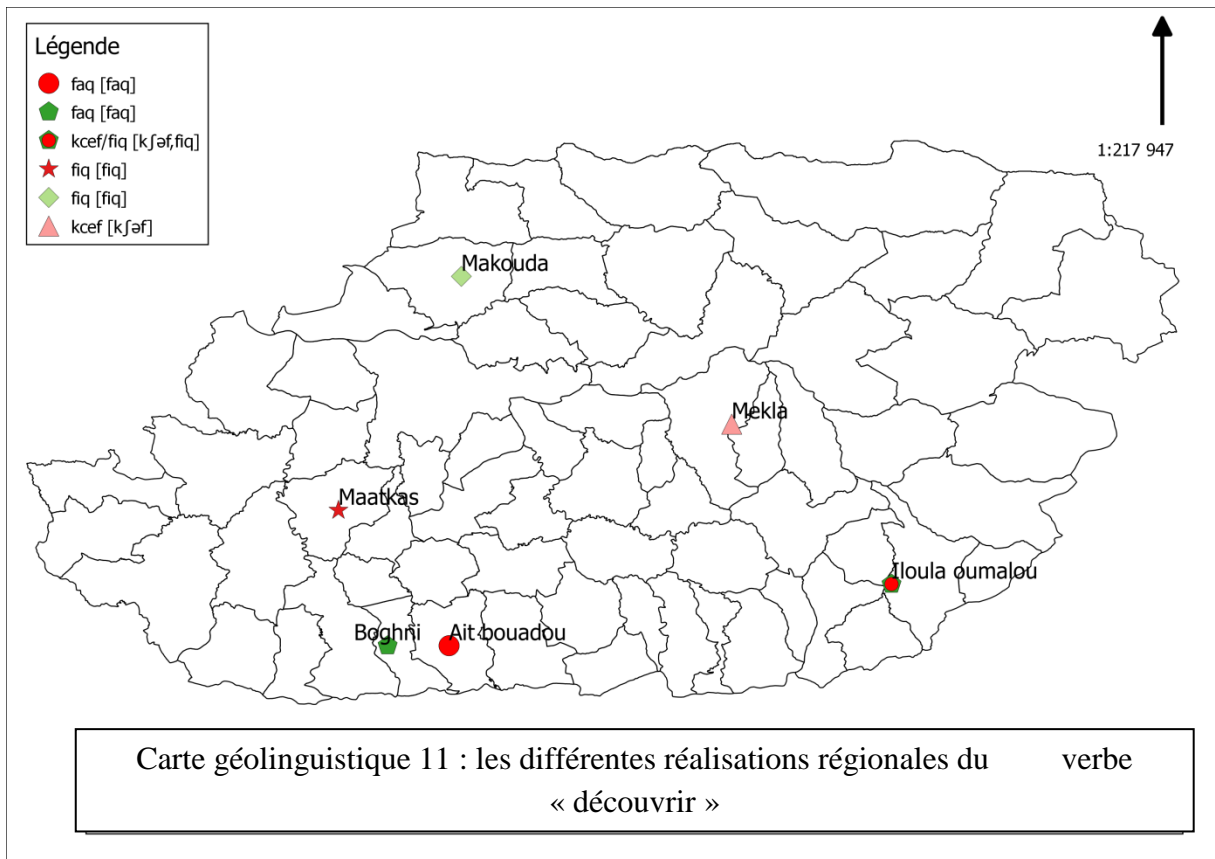 Légende
faq [faq]
faq [faq]
kcef/fiq [kʃəf,fiq]
fiq [fiq]
fiq [fiq]
kcef [kʃəf]
1:217 947
Makouda
Mekla
Maatkas
Iloula oumalou
Boghni
Ait bouadou
Carte géolinguistique 11 : les différentes réalisations régionales du verbe
« découvrir »